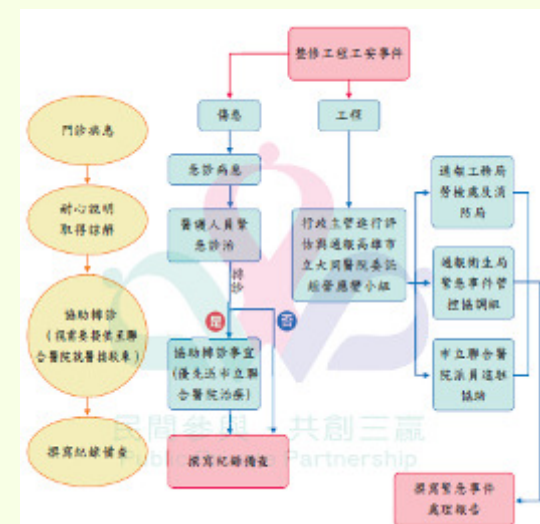 整修工程工安事件
傷患
工程
門診病患
急診病患
耐心說明
取得諒解
醫護人員緊
急診治
行政主管進行評
估與通報高雄市
立大同醫院委託
經營應變小組
通報工務局
勞檢處及消
防局
通報衛生局
緊急事件管
控協調組
市立聯合醫
院派員進駐
協助
轉
診
是
否
協助轉診
(視需要提供至聯
合醫院就醫接駁車)
協助轉診事宜
(優先送市立聯
合醫院治療)
撰寫紀錄備查
撰寫紀錄備查
民間參與、共創三贏
Partnership
撰寫緊急事件
處理報告